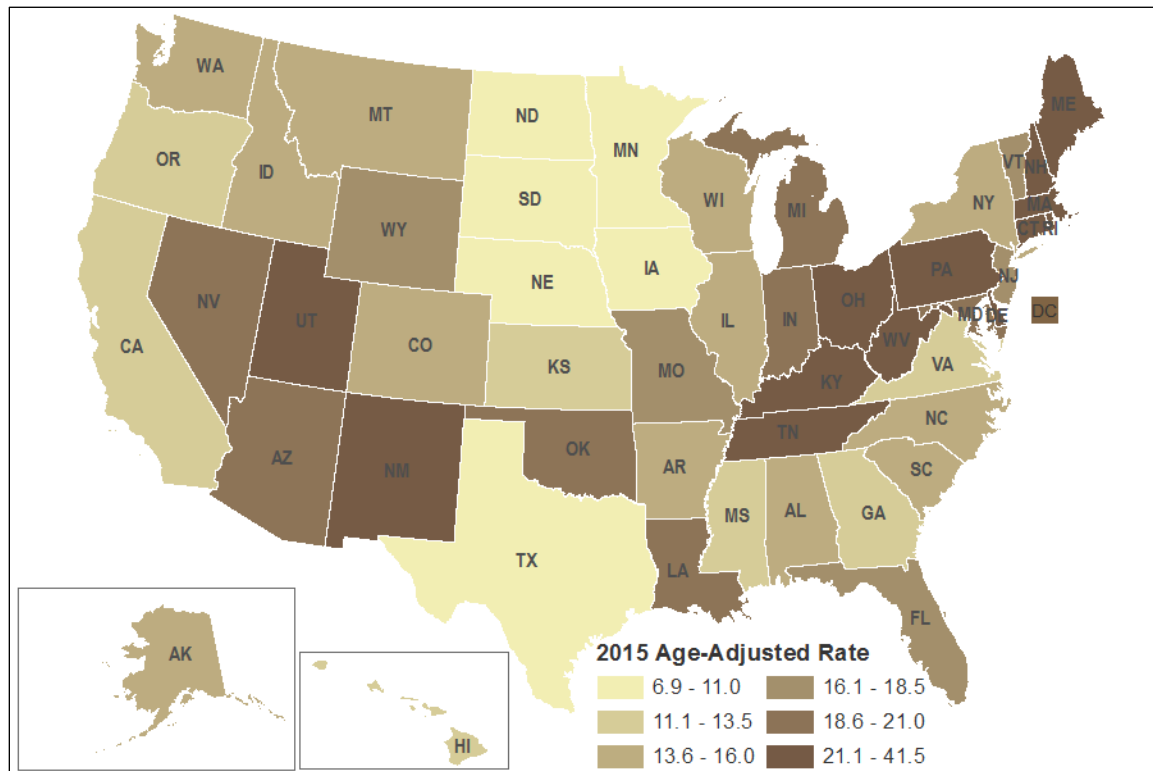 WA
MT
ND
MN
ME
OR
ID
SD
WI
MI
VT
NH
NY
MA
CT
RI
WY
NE
IA
PA
NJ
NV
UT
CO
KS
MO
IL
IN
OH
WV
MD
DE
DC
CA
VA
KY
AZ
NM
OK
AR
TN
NC
SC
TX
LA
MS
AL
GA
FL
AK
HI
2015 Age-Adjusted Rate
6.9 - 11.0
16.1 - 18.5
11.1 - 13.5
18.6 - 21.0
13.6 - 16.0
21.1 - 41.5